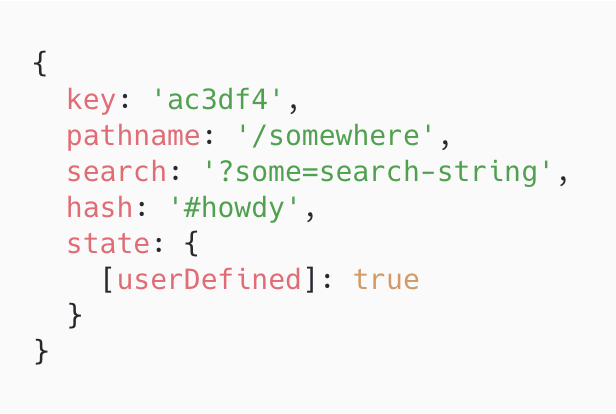 {
  key: 'ac3df4',
  pathname: '/somewhere',
  search: '?some=search-string',
  hash: '#howdy',
  state: {
    [userDefined]: true
  }
}